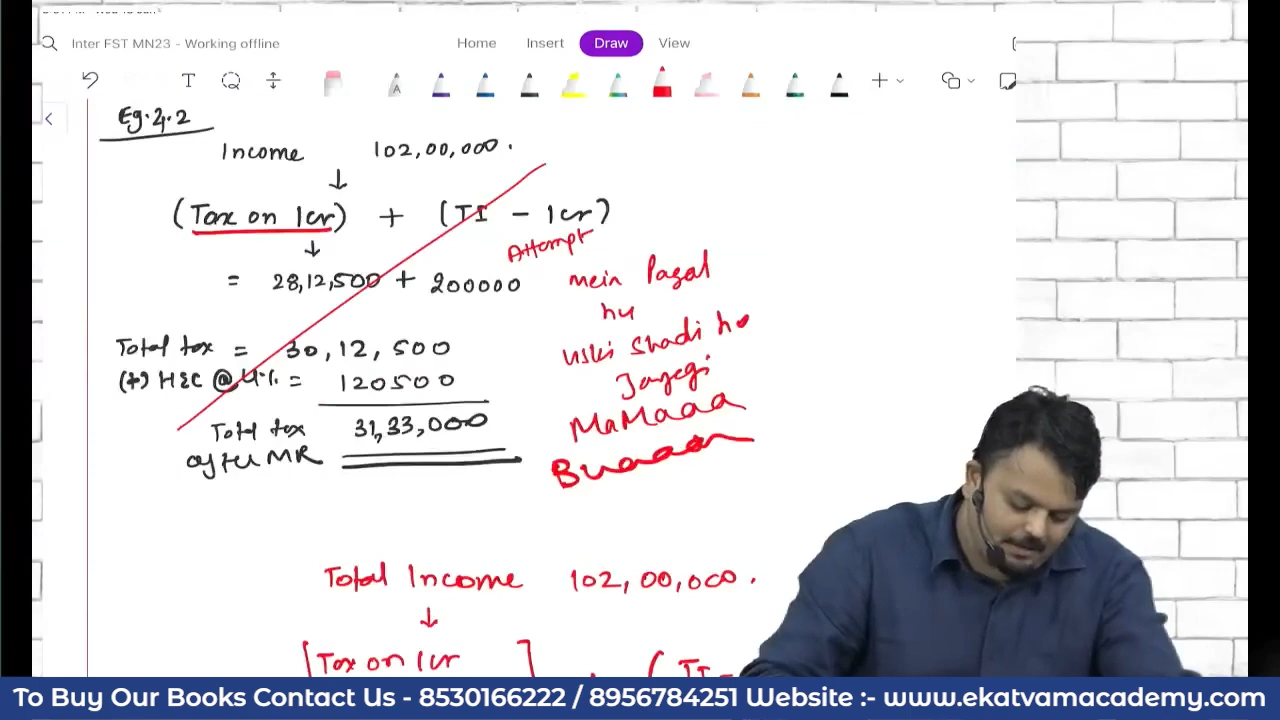 Inter FST MN23 - Working offline
Home Insert Draw View
T
A
Eg. 2.2
Income 102,00,000.
(Tax on 1cr) + (TI - 1cr)
Attempt
= 28,12,500 + 200000
mein Pagal
hu
Total tax = 30,12,500
uski Shadi ho
(+) H&C @ 4% = 120500
Jayegi
Total tax 31,33,000
MaMaaa
after MR
Total Income 102,00,000.
Tax on 1cr
(TI -
To Buy Our Books Contact Us - 8530166222 / 8956784251 Website :- www.ekatvamacademy.com